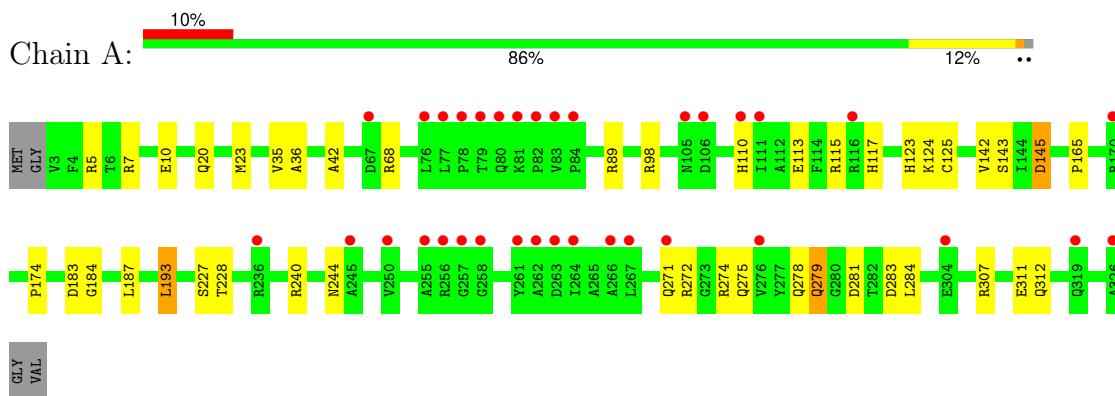 10%
Chain A:
86% 12% ••
MET GLY V3 F4 R5 T6 R7 E10 Q20 M23 V35 A36 A42 D67 R68 L76 L77 P78 T79 Q80 K81 P82 V83 P84 R89 R98 N105 D106 H110 I111 A112 E113 F114 R115 R116 H117 H123 K124 C125 V142 S143 I144 D145 P165
P174 D183 G184 L187 L193 S227 T228 R236 R240 N244 A245 V250 A255 R256 G257 G258 Y261 A262 D263 I264 A265 A266 L267 Q271 R272 G273 R274 Q275 V276 Y277 Q278 Q279 G280 D281 T282 D283 L284 E304 R307 E311 Q312 Q319
GLY VAL